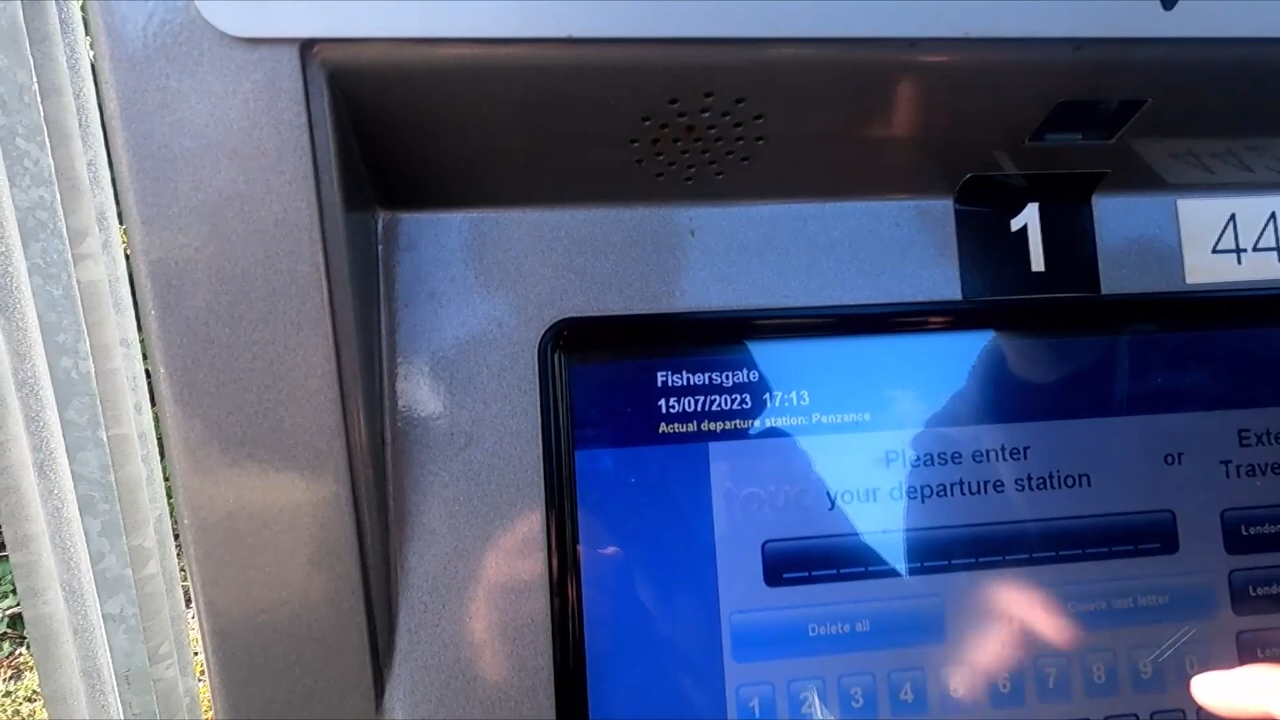 1
44
Fishersgate
15/07/2023 17:13
Actual departure station: Penzance
Please enter
your departure station
or
Delete all
Delete last letter
1 2 3 4 5 6 7 8 9 0